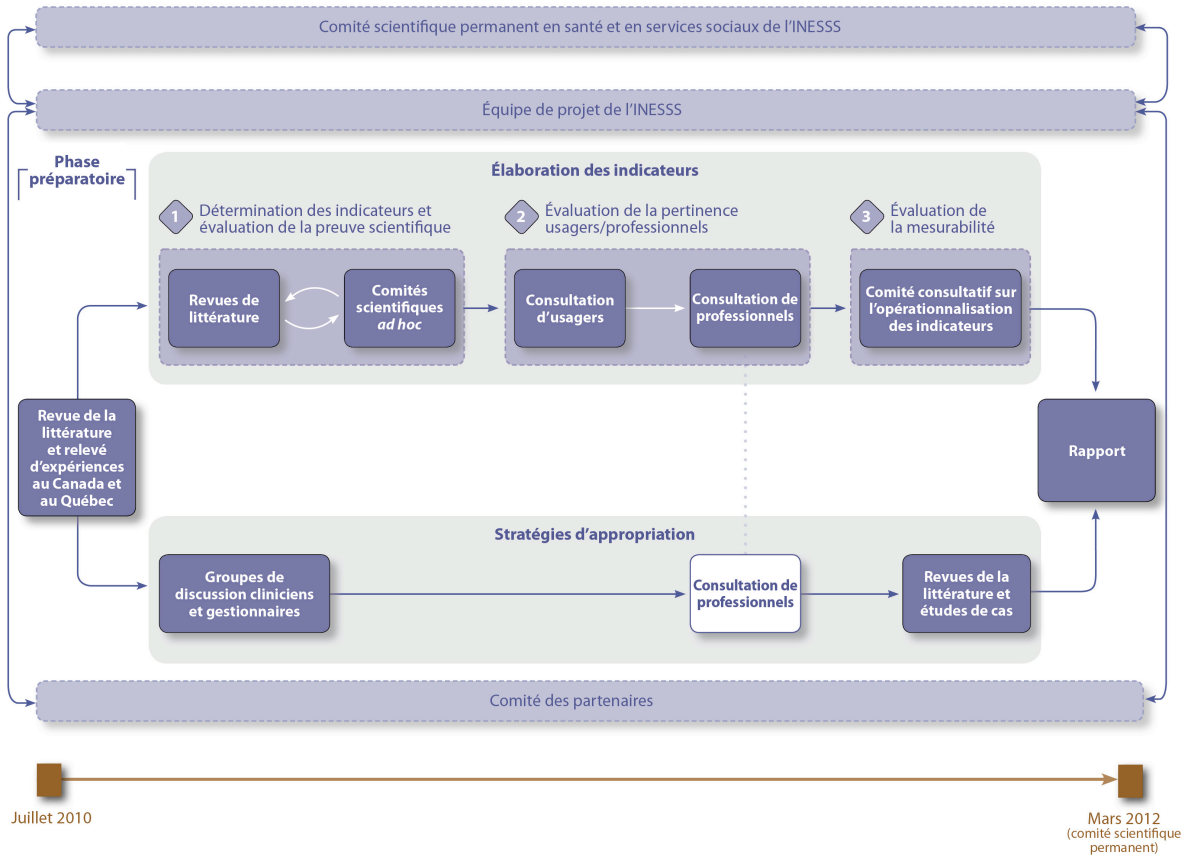 Comité scientifique permanent en santé et en services sociaux de l’INESSS
Équipe de projet de l’INESSS
Phase
préparatoire
Élaboration des indicateurs
1
Détermination des indicateurs et
évaluation de la preuve scientifique
2
Évaluation de la pertinence
usagers/professionnels
3
Évaluation de
la mesurabilité
Revues de
littérature
Comités
scientifiques
ad hoc
Consultation
d’usagers
Consultation de
professionnels
Comité consultatif sur
l’opérationnalisation
des indicateurs
Revue de la
littérature
et relevé
d’expériences
au Canada et
au Québec
Rapport
Stratégies d’appropriation
Groupes de
discussion cliniciens
et gestionnaires
Consultation de
professionnels
Revues de la
littérature et
études de cas
Comité des partenaires
Juillet 2010
Mars 2012
(comité scientifique
permanent)